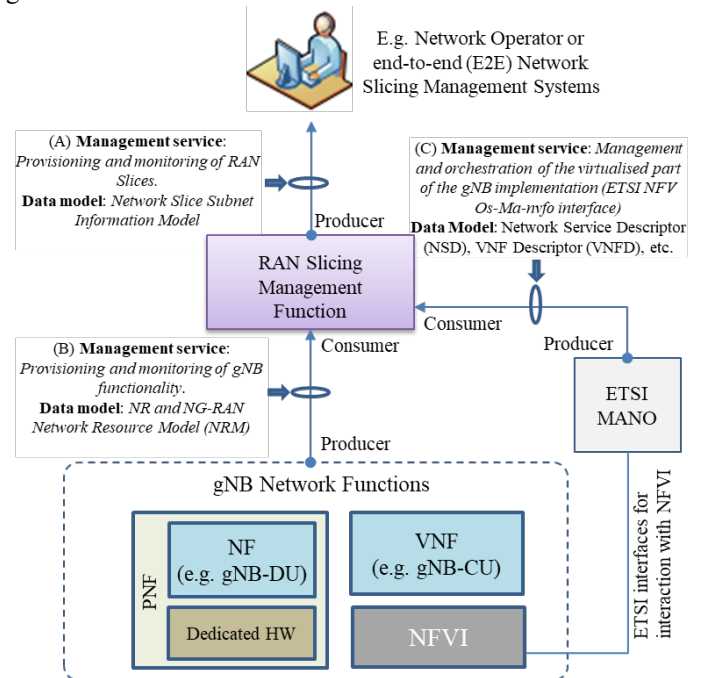 E.g. Network Operator or
end-to-end (E2E) Network
Slicing Management Systems
(A) Management service:
Provisioning and monitoring of RAN
Slices.
Data model: Network Slice Subnet
Information Model
(C) Management service: Management
and orchestration of the virtualised part
of the gNB implementation (ETSI NFV
Os-Ma-nvfo interface)
Data Model: Network Service Descriptor
(NSD), VNF Descriptor (VNFD), etc.
Producer
RAN Slicing
Management
Function
Consumer
Consumer
Producer
(B) Management service:
Provisioning and monitoring of gNB
functionality.
Data model: NR and NG-RAN
Network Resource Model (NRM)
ETSI
MANO
Producer
gNB Network Functions
PNF
NF
(e.g. gNB-DU)
Dedicated HW
VNF
(e.g. gNB-CU)
NFVI
ETSI interfaces for
interaction with NFVI